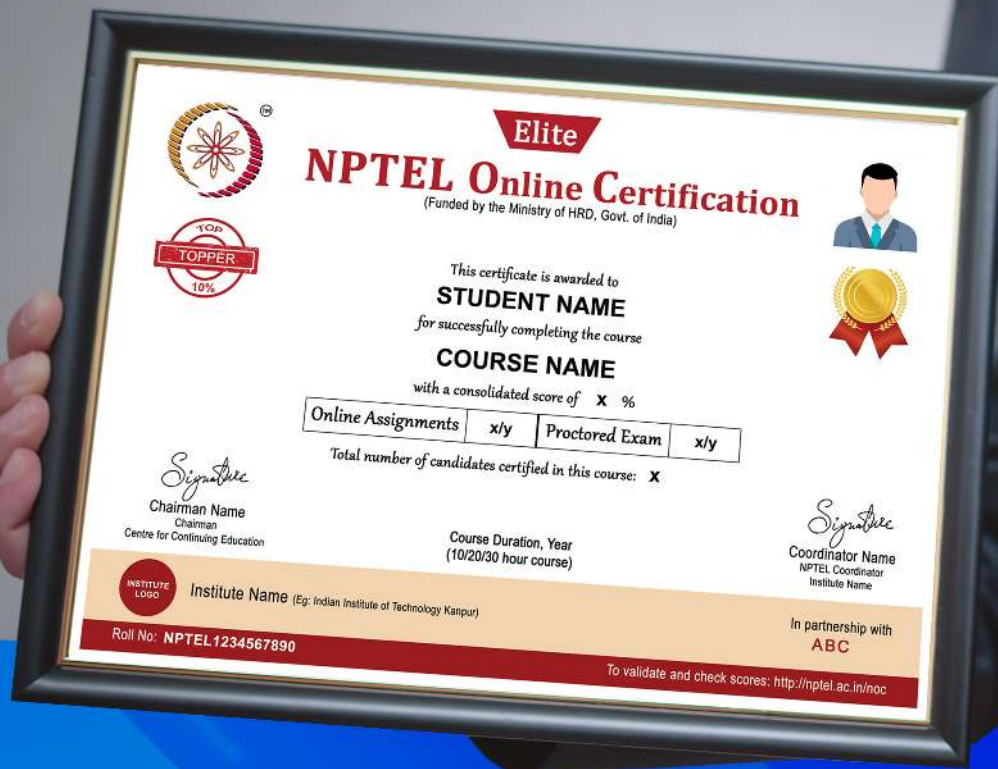 TM
Elite
NPTEL Online Certification
(Funded by the Ministry of HRD, Govt. of India)
TOP
TOPPER
10%
This certificate is awarded to
STUDENT NAME
for successfully completing the course
COURSE NAME
with a consolidated score of X %
Online Assignments x/y Proctored Exam x/y
Total number of candidates certified in this course: X
Signature
Chairman Name
Chairman
Centre for Continuing Education
Course Duration, Year
(10/20/30 hour course)
Signature
Coordinator Name
NPTEL Coordinator
Institute Name
INSTITUTE
LOGO
Institute Name (Eg: Indian Institute of Technology Kanpur)
In partnership with
ABC
Roll No: NPTEL1234567890
To validate and check scores: http://nptel.ac.in/noc